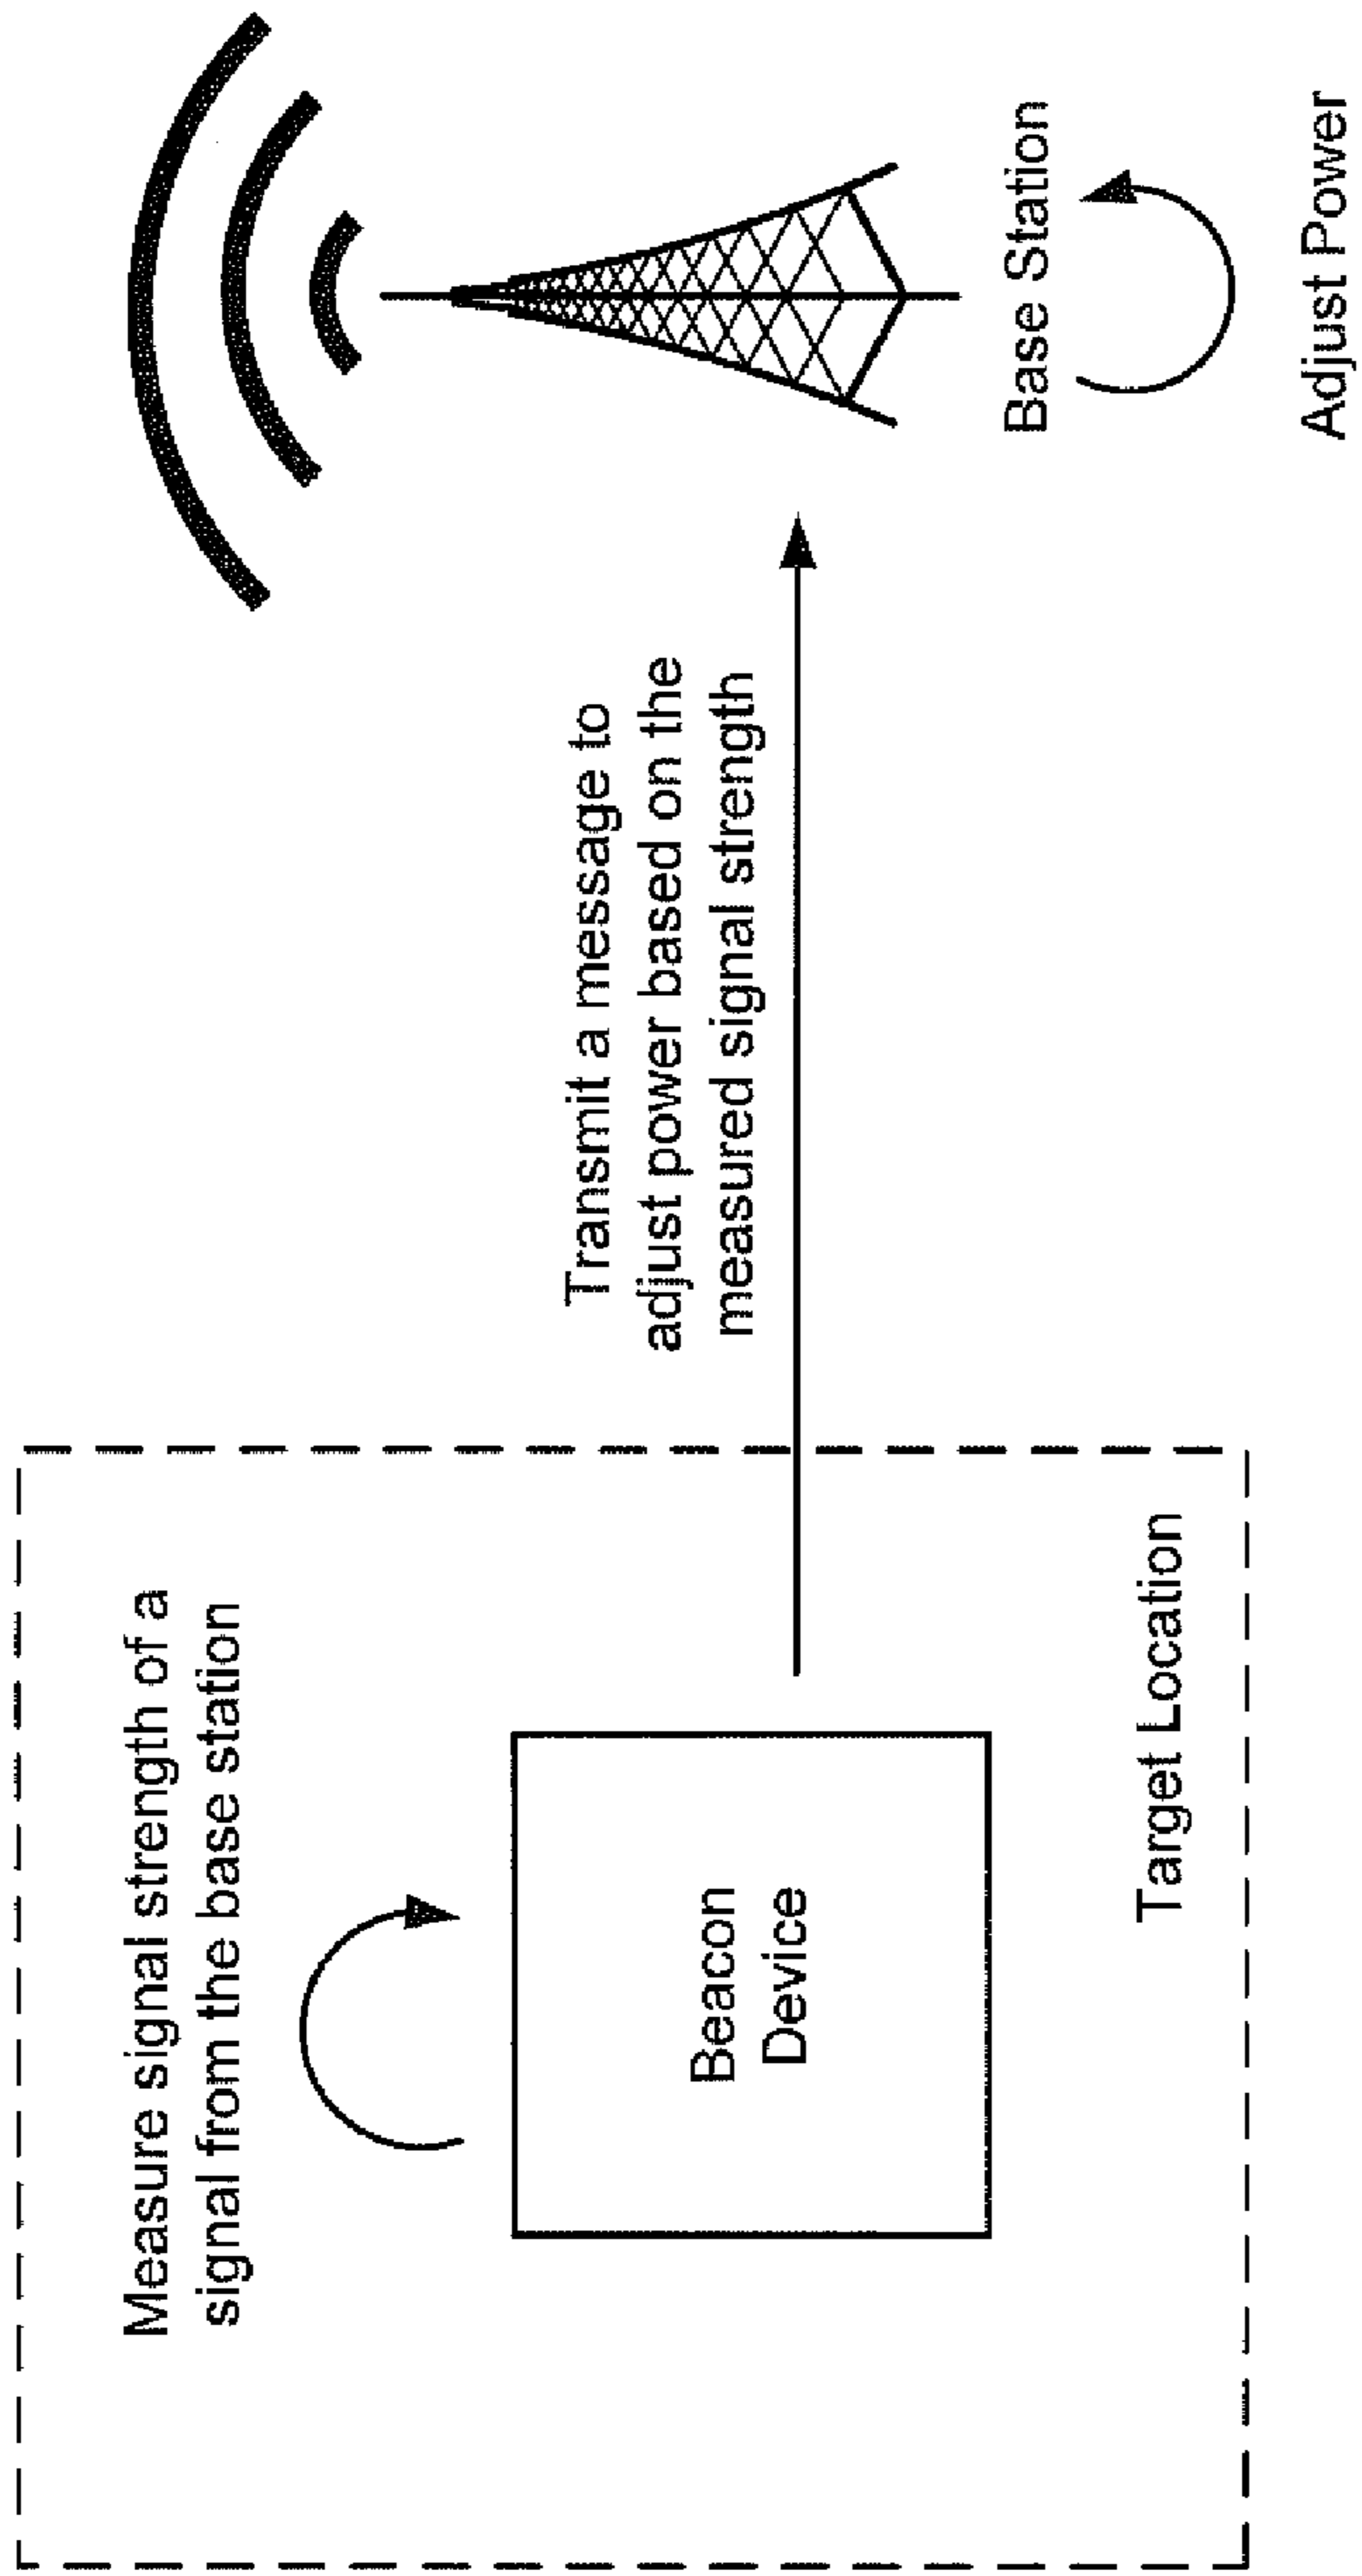 Measure signal strength of a
signal from the base station
Beacon
Device
Target Location
Transmit a message to
adjust power based on the
measured signal strength
Base Station
Adjust Power